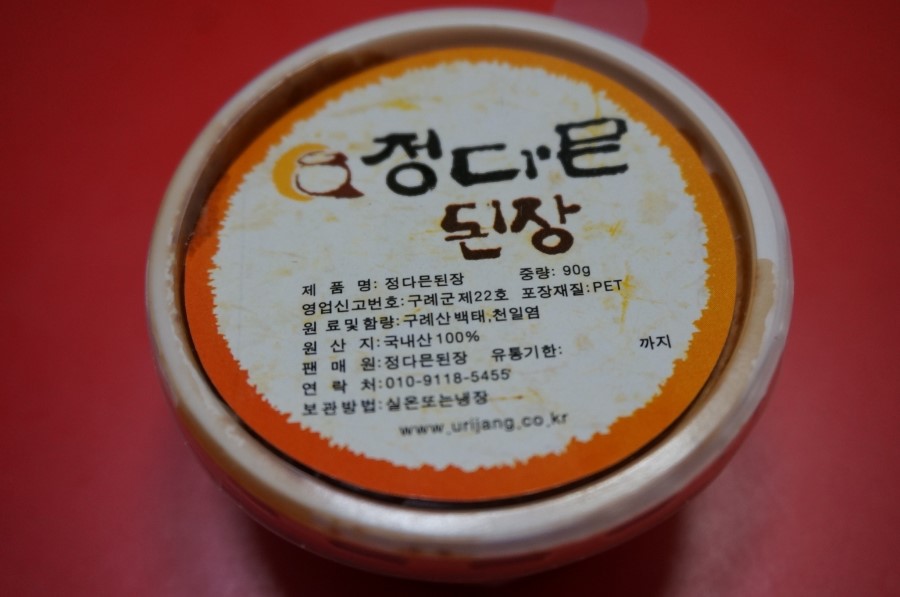 정다믄
된장
제 품 명: 정다믄된장 중량: 90g
영업신고번호:구례군 제22호 포장재질:PET
원 료 및 함량:구례산 백태,천일염
원 산 지:국내산 100%
팬 매 원:정다믄된장 유통기한: 까지
연 락 처:010-9118-5455
보관방법:실온또는냉장
www.urijang.co.kr